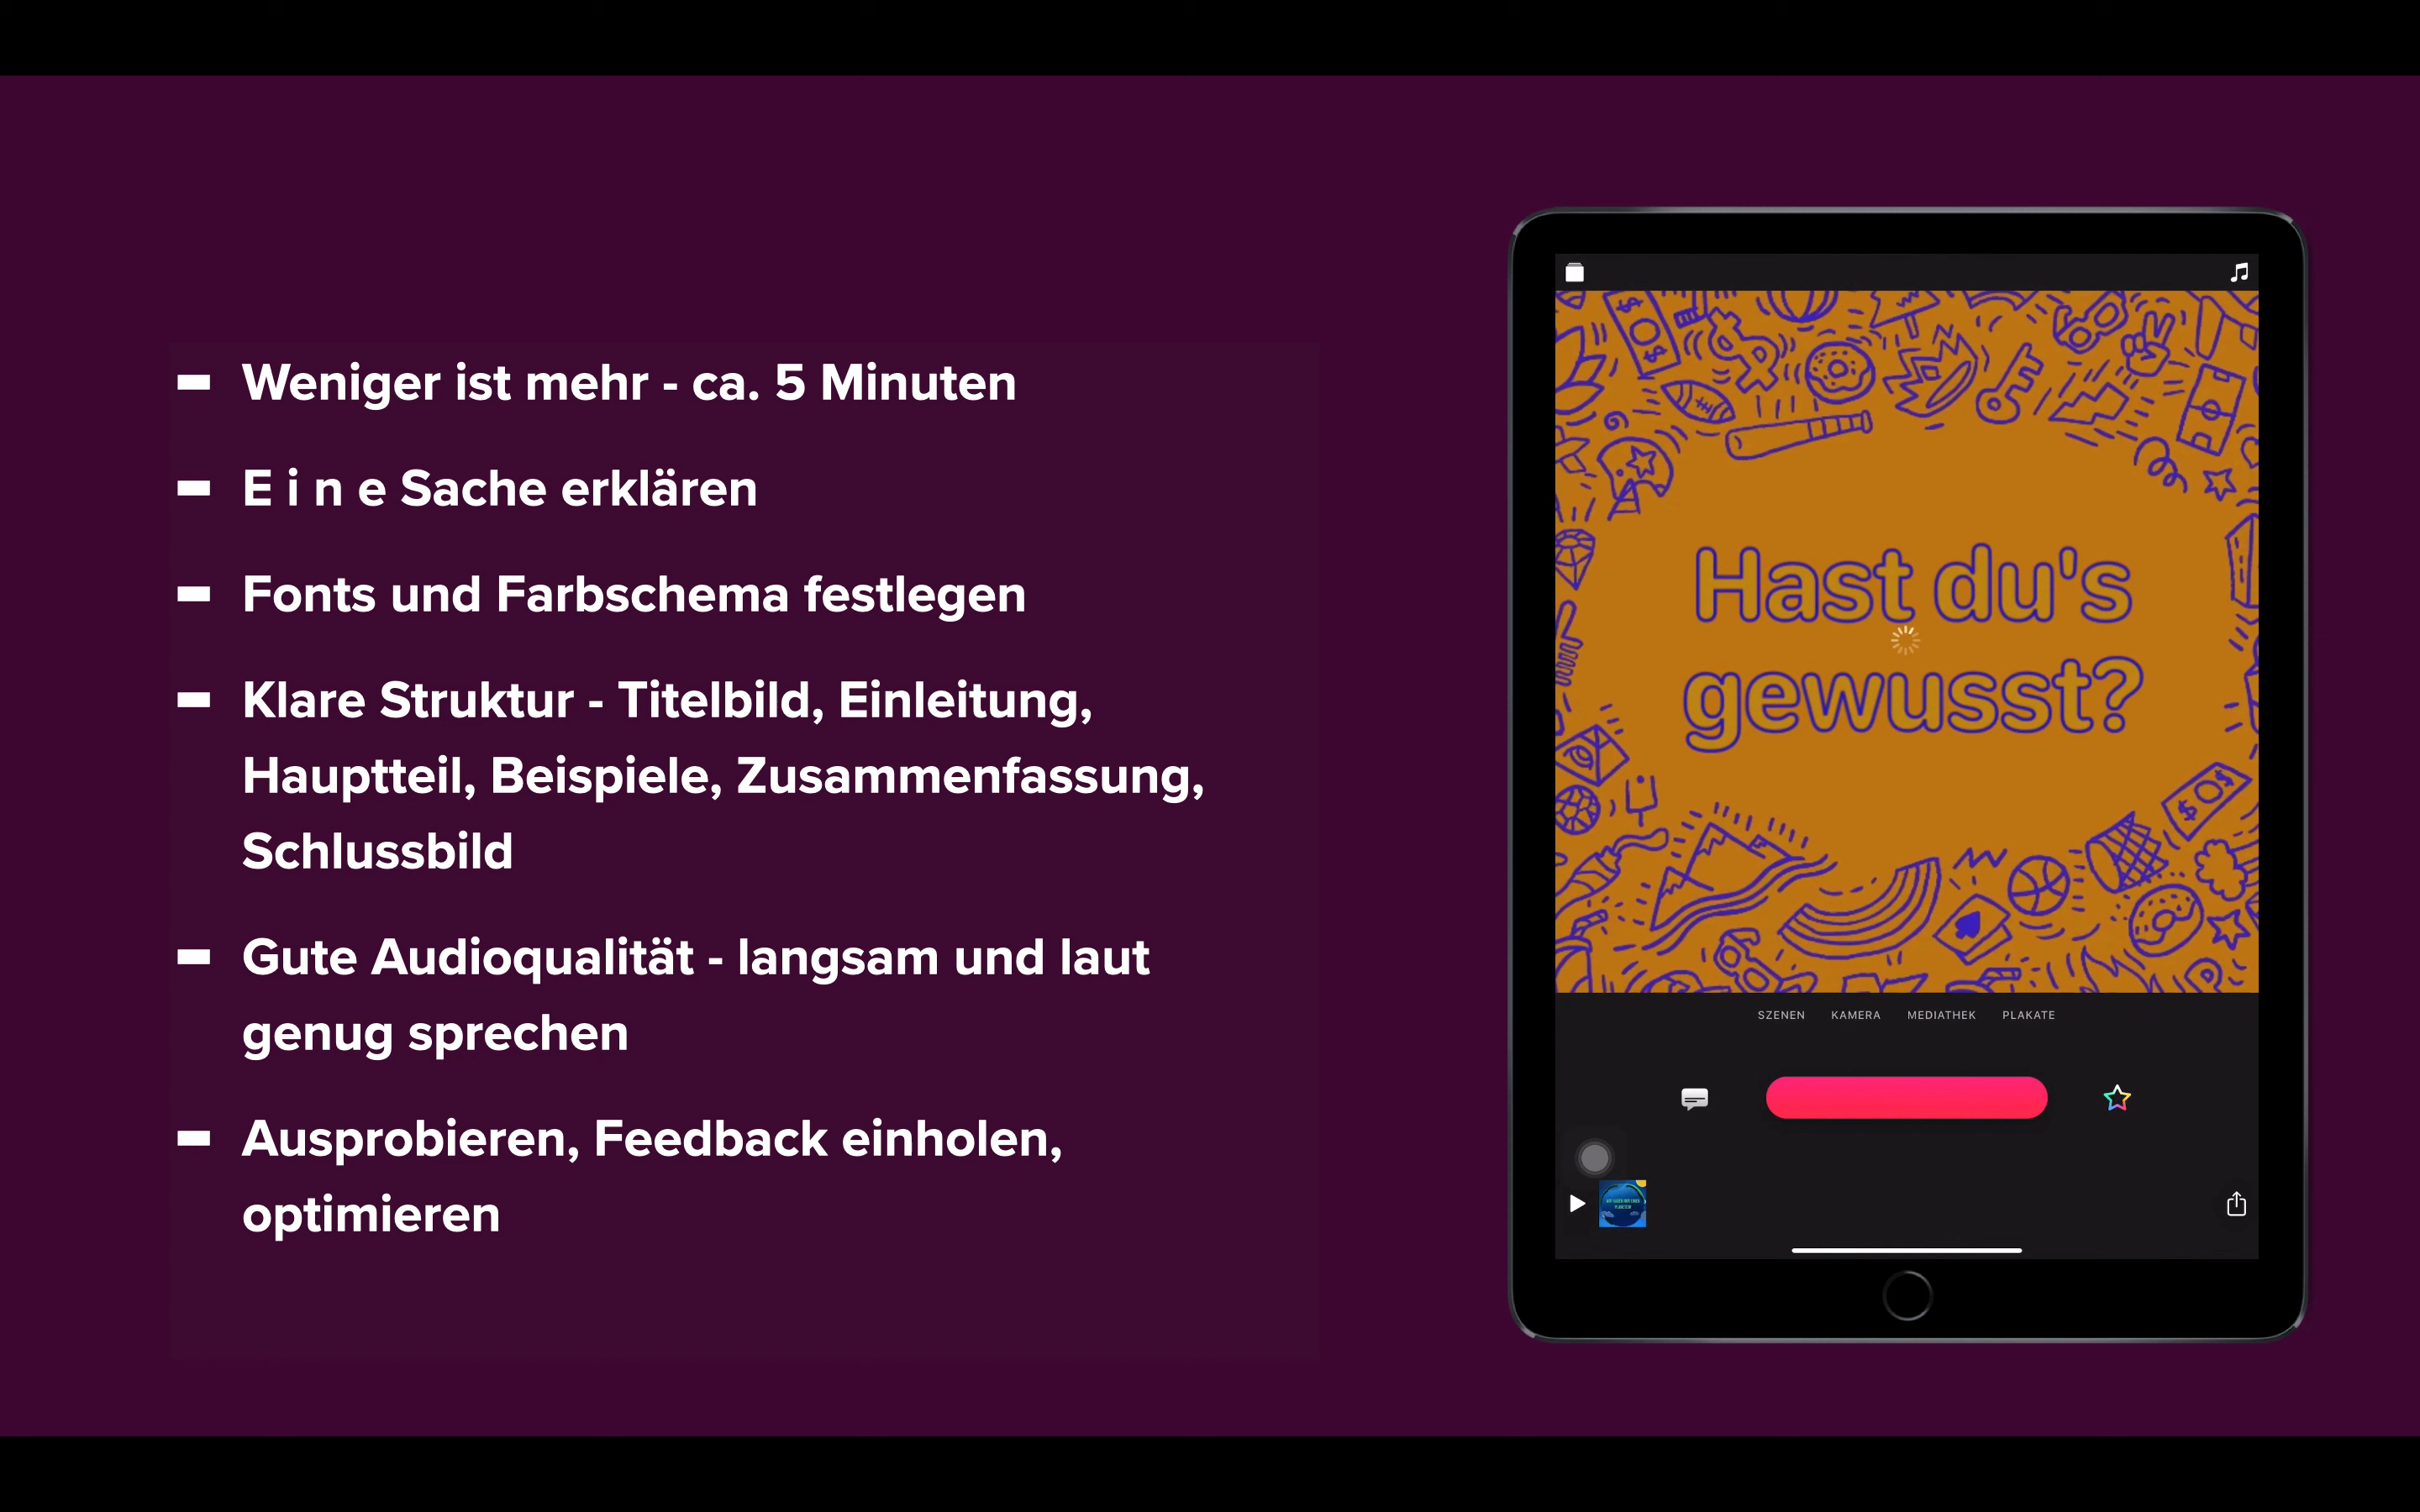 - Weniger ist mehr - ca. 5 Minuten
- E i n e Sache erklären
- Fonts und Farbschema festlegen
- Klare Struktur - Titelbild, Einleitung,
Hauptteil, Beispiele, Zusammenfassung,
Schlussbild
- Gute Audioqualität - langsam und laut
genug sprechen
- Ausprobieren, Feedback einholen,
optimieren
Hast du's
gewusst?
SZENEN KAMERA MEDIATHEK PLAKATE